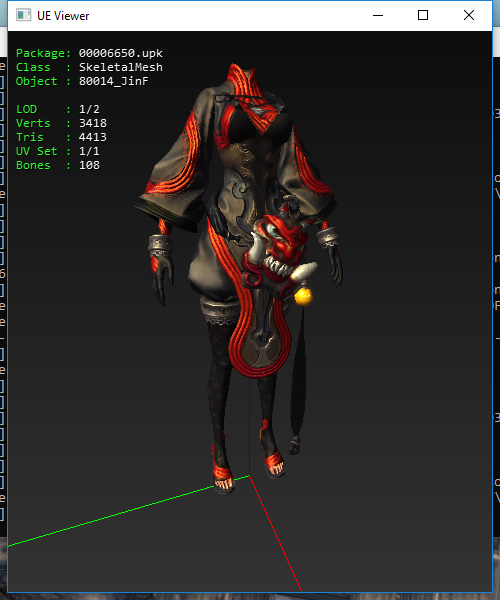 UE Viewer
Package: 00006650.upk
Class : SkeletalMesh
Object : 80014_JinF
LOD : 1/2
Verts : 3418
Tris : 4413
UV Set : 1/1
Bones : 108